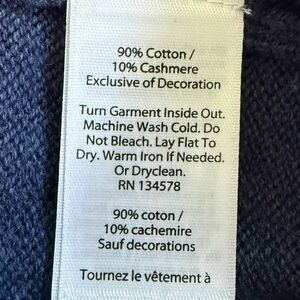 90% Cotton /
10% Cashmere
Exclusive of Decoration
Turn Garment Inside Out.
Machine Wash Cold. Do
Not Bleach. Lay Flat To
Dry. Warm Iron If Needed.
Or Dryclean.
RN 134578
90% coton /
10% cachemire
Sauf decorations
Tournez le vêtement à